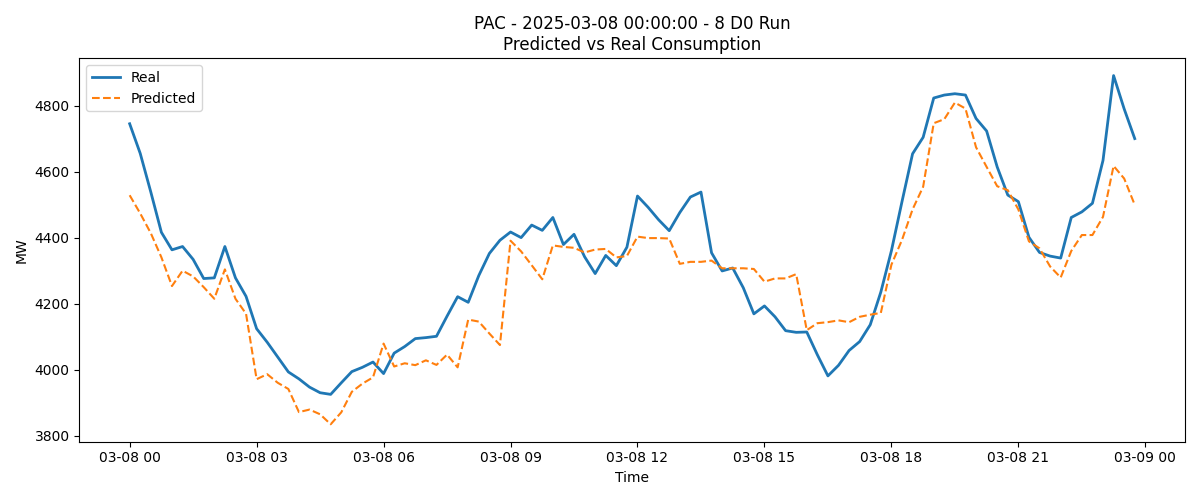 PAC - 2025-03-08 00:00:00 - 8 D0 Run
Predicted vs Real Consumption
Real
Predicted
MW
4800
4600
4400
4200
4000
3800
03-08 00
03-08 03
03-08 06
03-08 09
03-08 12
03-08 15
03-08 18
03-08 21
03-09 00
Time